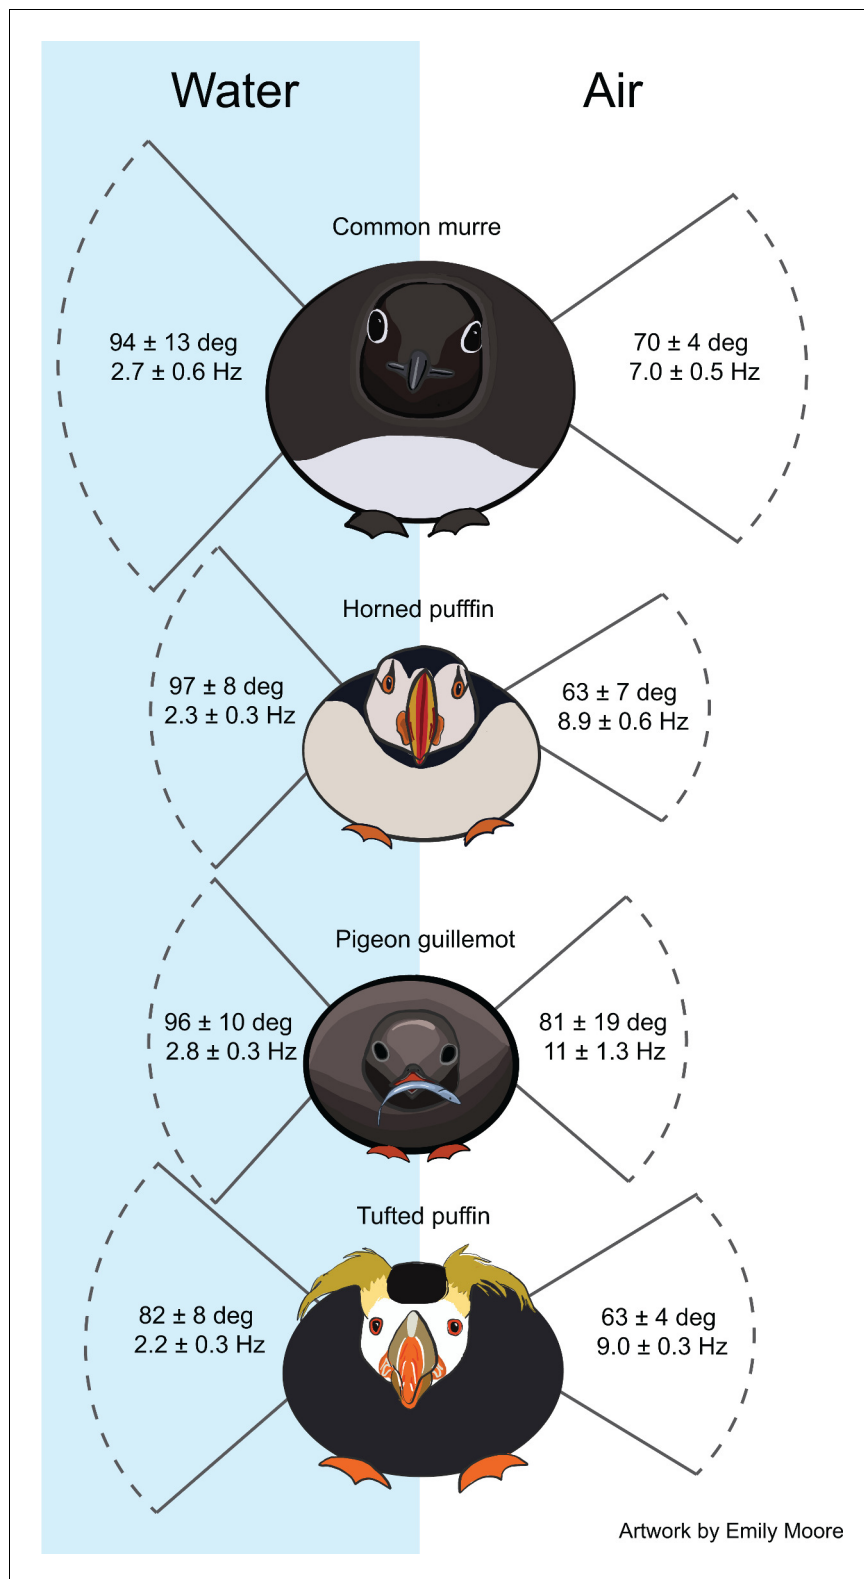 Water
Air
Common murre
94 ± 13 deg
2.7 ± 0.6 Hz
70 ± 4 deg
7.0 ± 0.5 Hz
Horned pufffin
97 ± 8 deg
2.3 ± 0.3 Hz
63 ± 7 deg
8.9 ± 0.6 Hz
Pigeon guillemot
96 ± 10 deg
2.8 ± 0.3 Hz
81 ± 19 deg
11 ± 1.3 Hz
Tufted puffin
82 ± 8 deg
2.2 ± 0.3 Hz
63 ± 4 deg
9.0 ± 0.3 Hz
Artwork by Emily Moore